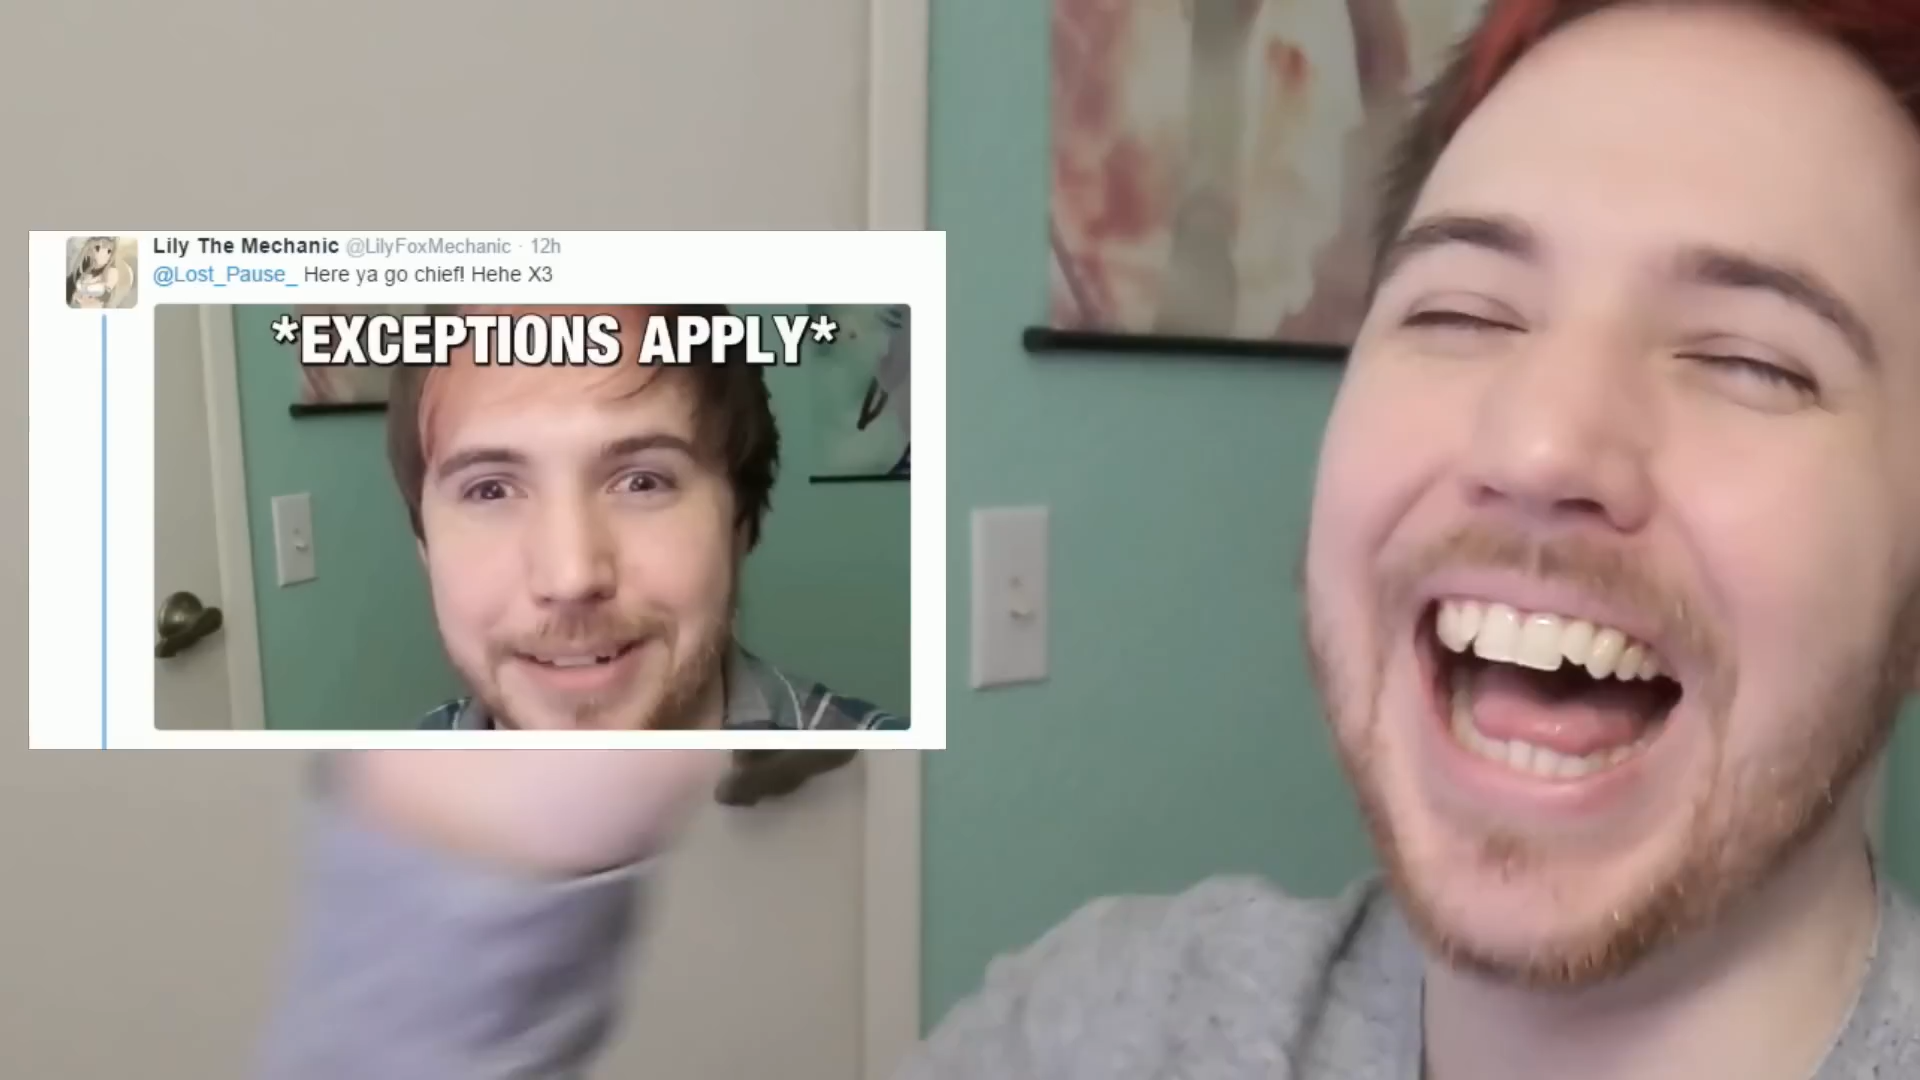 Lily The Mechanic @LilyFoxMechanic · 12h
@Lost_Pause_ Here ya go chief! Hehe X3
*EXCEPTIONS APPLY*